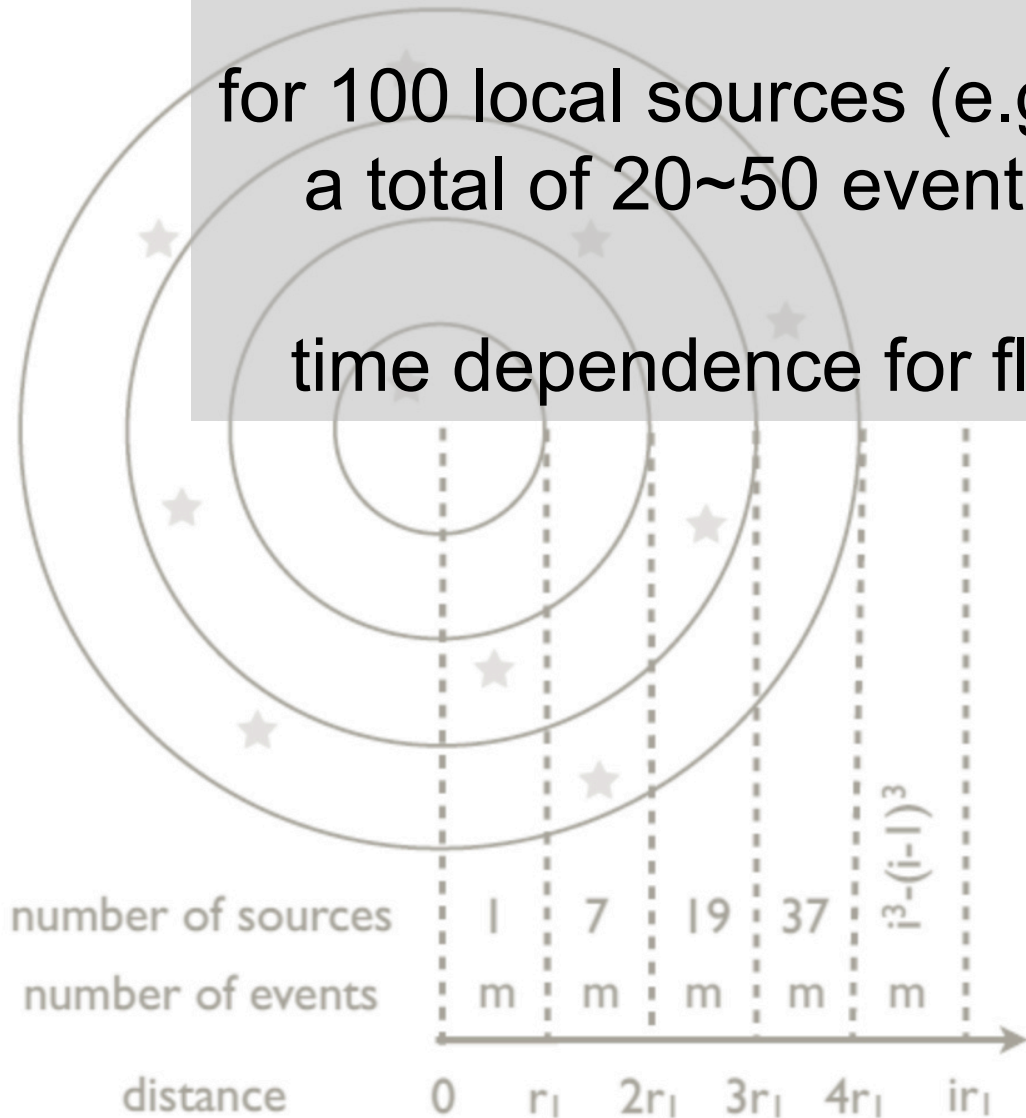 for 100 local sources (e.g
a total of 20~50 event
time dependence for fl
i³-(i-1)³
number of sources 1 7 19 37
number of events m m m m m
distance 0 r₁ 2r₁ 3r₁ 4r₁ ir₁